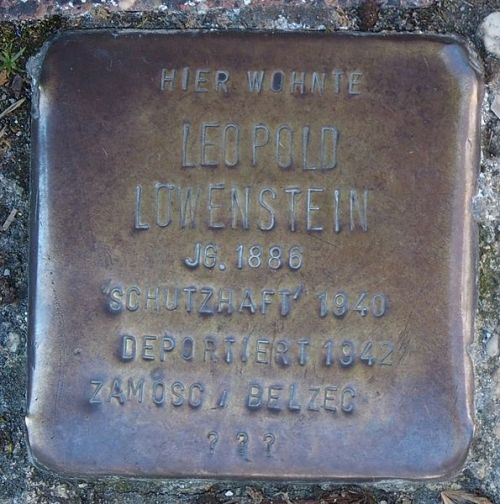 HIER WOHNTE
LEOPOLD
LÖWENSTEIN
JG. 1886
'SCHUTZHAFT' 1940
DEPORTIERT 1942
ZAMOSC / BELZEC
? ? ?